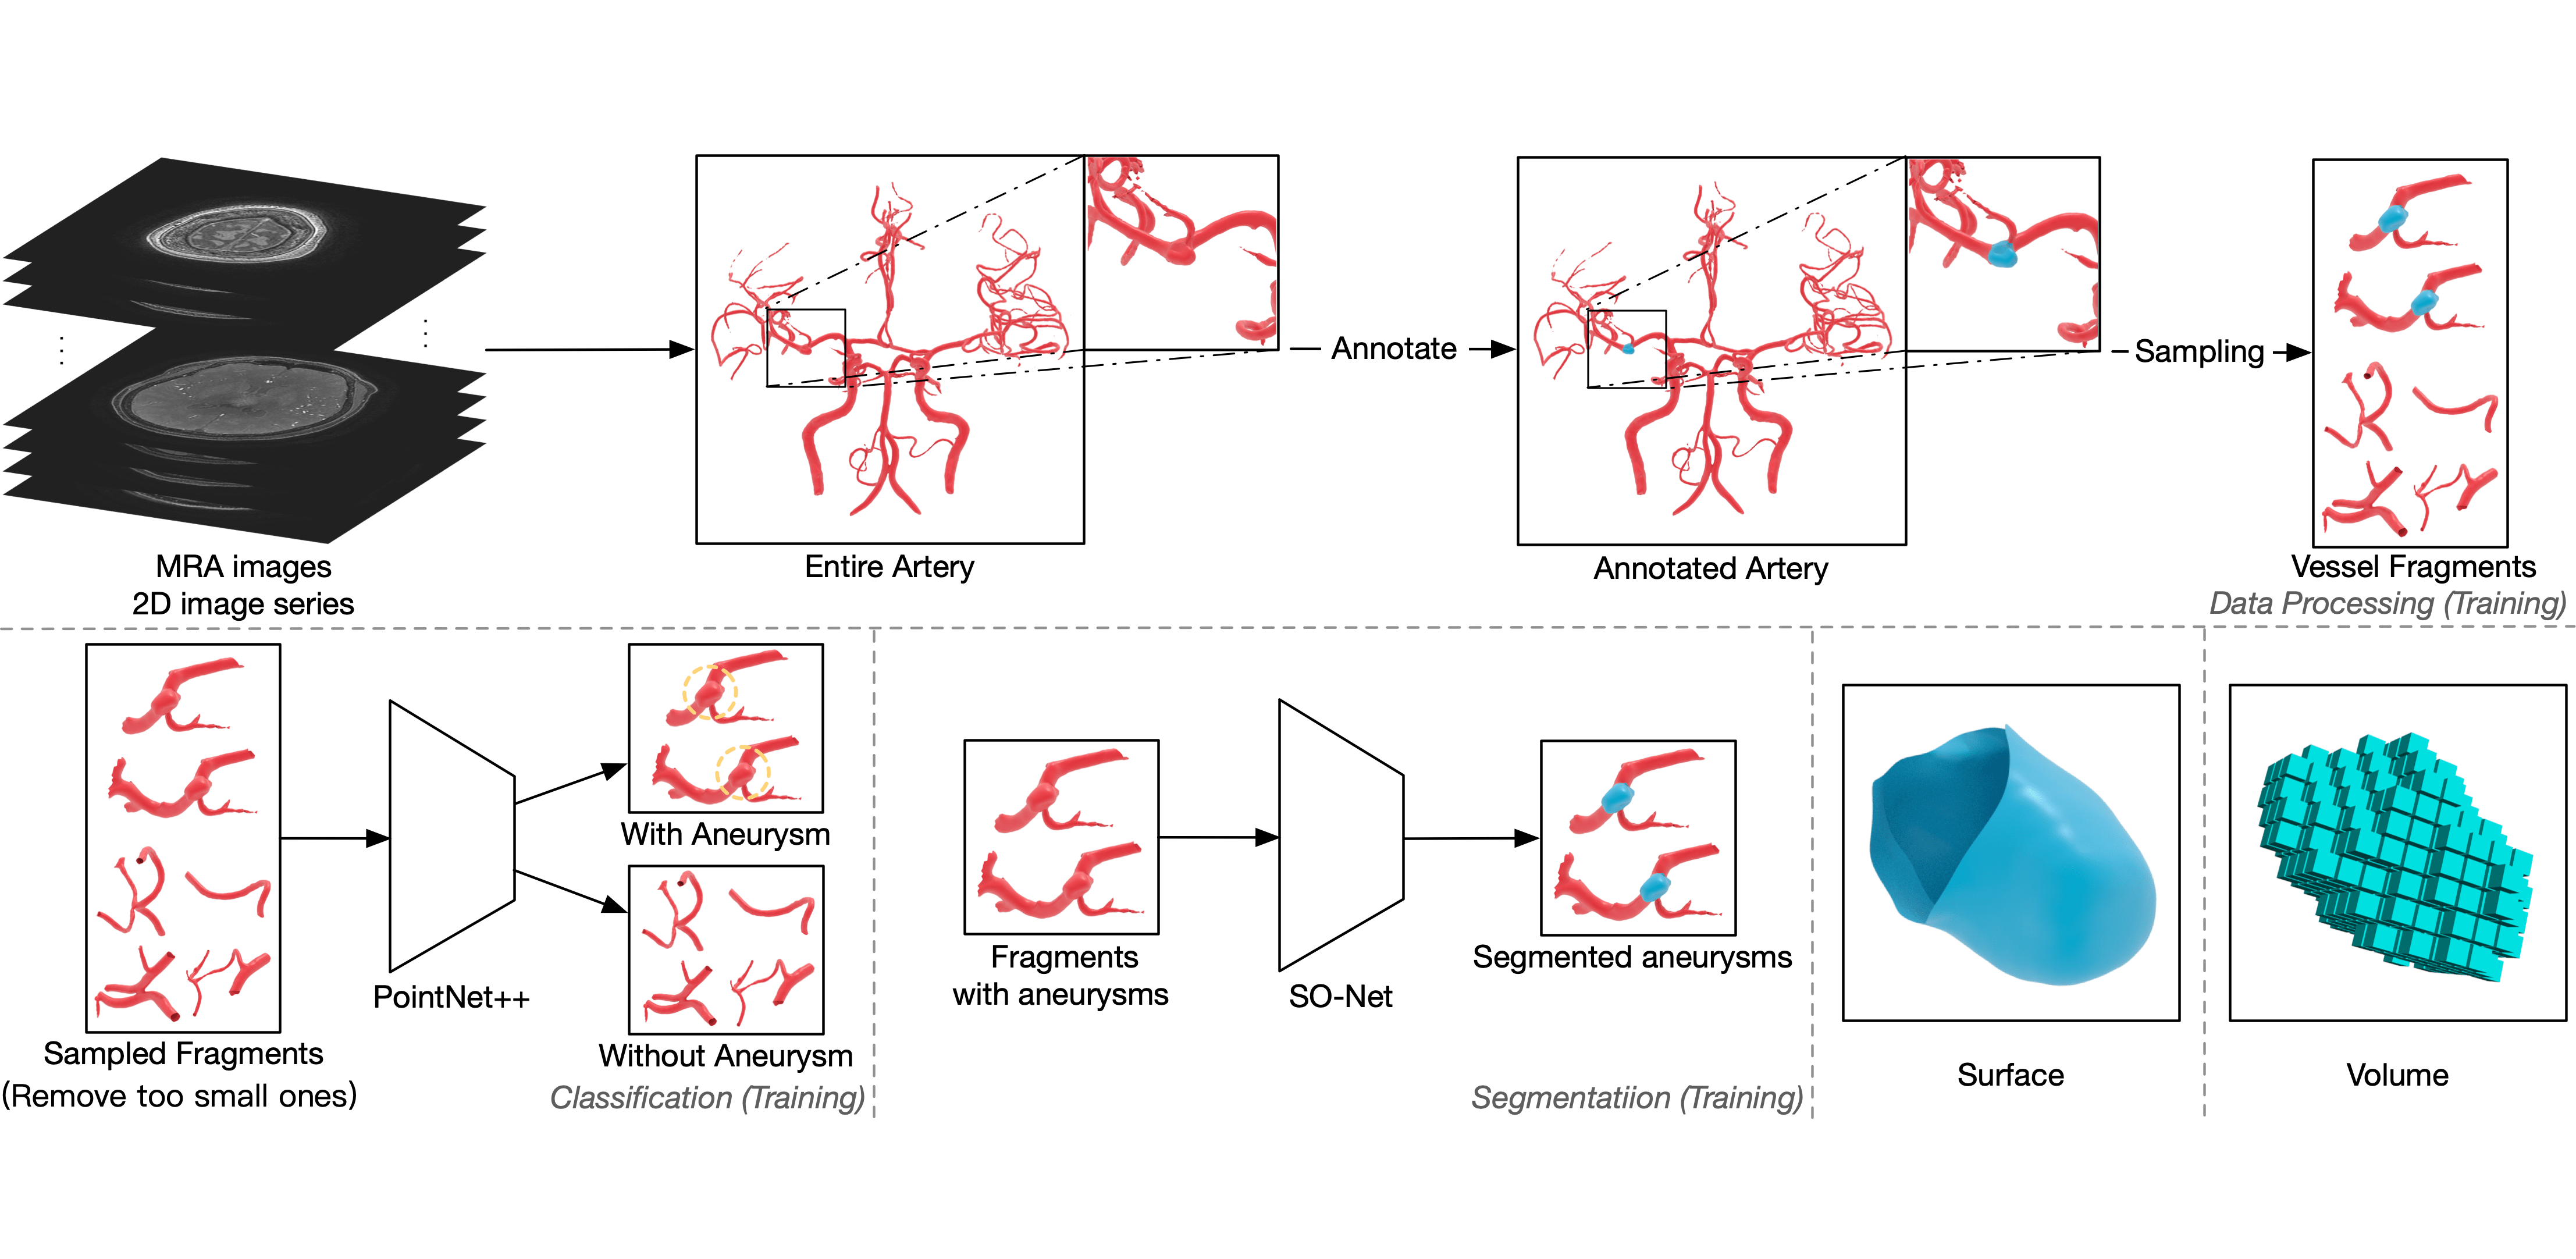 Annotate
Sampling
MRA images
2D image series
Entire Artery
Annotated Artery
Vessel Fragments
Data Processing (Training)
With Aneurysm
PointNet++
Without Aneurysm
Sampled Fragments
(Remove too small ones)
Classification (Training)
Fragments
with aneurysms
SO-Net
Segmented aneurysms
Segmentatiion (Training)
Surface
Volume